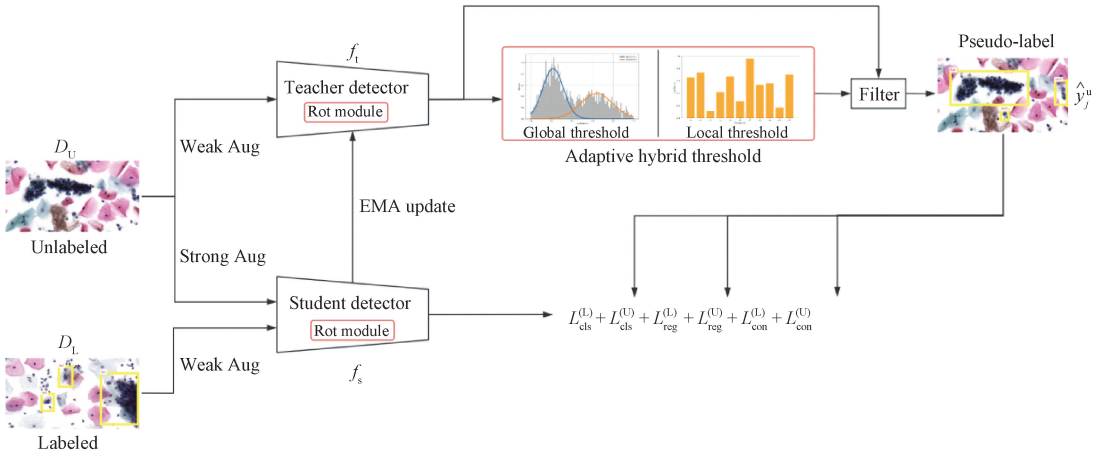 Pseudo-label
f_t
Teacher detector
Rot module
Filter
ŷ_j^u
Global threshold
Local threshold
Adaptive hybrid threshold
D_U
Weak Aug
Unlabeled
EMA update
Strong Aug
Student detector
Rot module
L_cls^(L) + L_cls^(U) + L_reg^(L) + L_reg^(U) + L_con^(L) + L_con^(U)
D_L
Weak Aug
f_s
Labeled